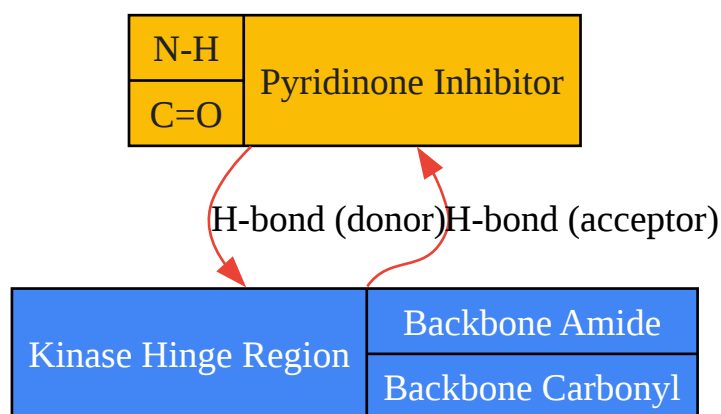 N-H
C=O
Pyridinone Inhibitor
H-bond (donor)
H-bond (acceptor)
Kinase Hinge Region
Backbone Amide
Backbone Carbonyl